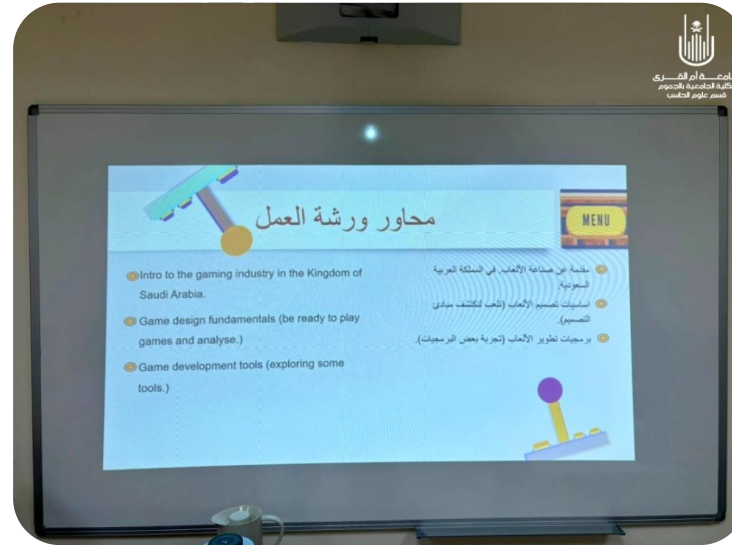 جامعة أم القرى
الكلية الجامعية بالجموم
قسم علوم الحاسب
محاور ورشة العمل
MENU
Intro to the gaming industry in the Kingdom of
Saudi Arabia.
Game design fundamentals (be ready to play
games and analyse.)
Game development tools (exploring some
tools.)
مقدمة عن صناعة الألعاب. في المملكة العربية
السعودية.
اساسيات تصميم الألعاب (نلعب لنكتشف مبادئ
التصميم).
برمجيات تطوير الألعاب (تجربة بعض البرمجيات).